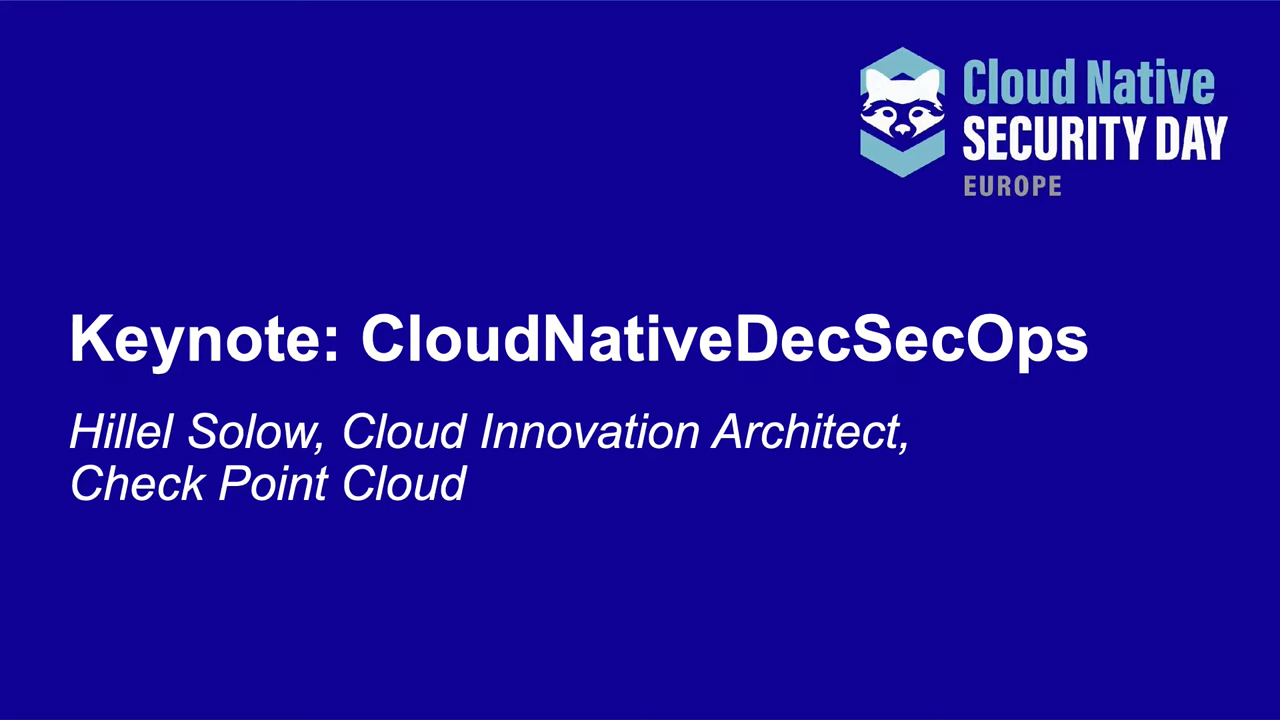 Cloud Native
SECURITY DAY
EUROPE
Keynote: CloudNativeDecSecOps
Hillel Solow, Cloud Innovation Architect,
Check Point Cloud